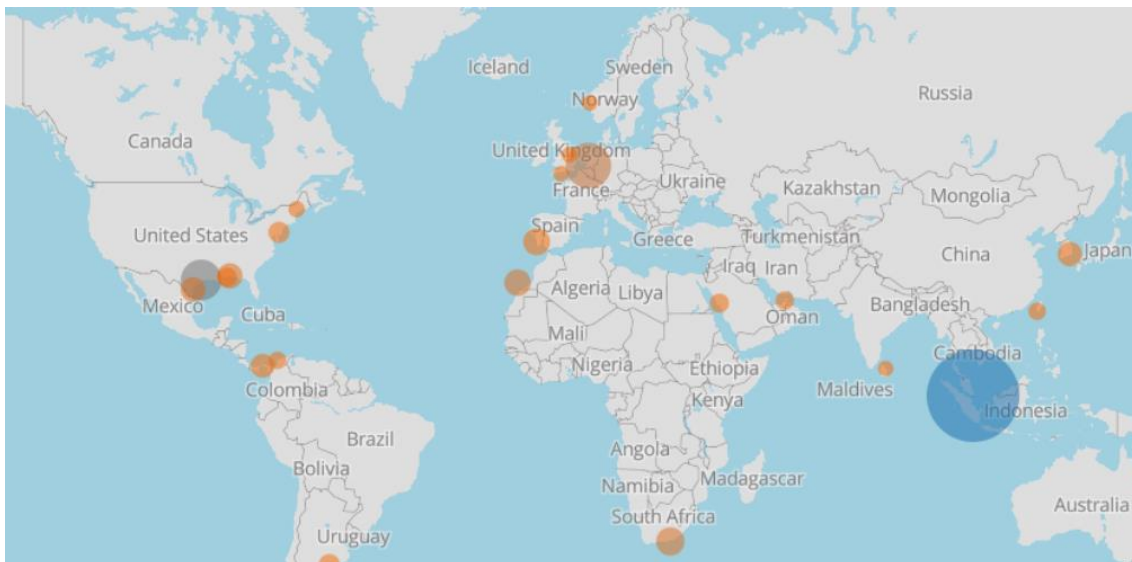 Iceland
Sweden
Norway
Russia
Canada
United Kingdom
Ukraine
France
Kazakhstan
Mongolia
Spain
United States
Greece
Turkmenistan
China
Japan
Iraq
Iran
Algeria
Libya
Mexico
Bangladesh
Cuba
Oman
Mali
Cambodia
Nigeria
Ethiopia
Colombia
Maldives
Kenya
Indonesia
Brazil
Angola
Bolivia
Madagascar
Namibia
Australia
South Africa
Uruguay